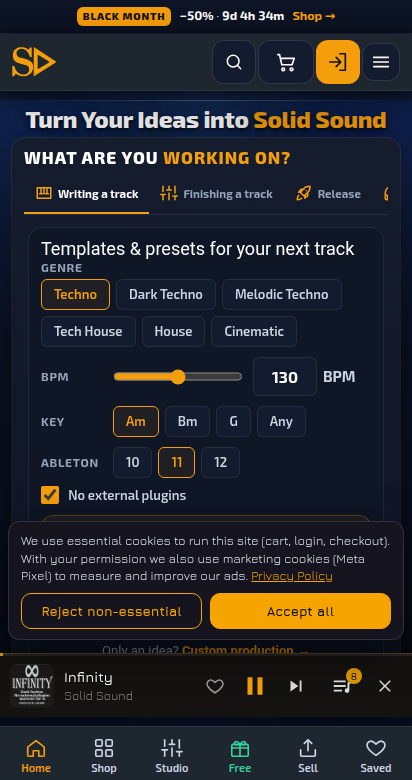 BLACK MONTH −50% · 9d 4h 34m Shop →
SD
Turn Your Ideas into Solid Sound
WHAT ARE YOU WORKING ON?
Writing a track Finishing a track Release
Templates & presets for your next track
GENRE
Techno Dark Techno Melodic Techno
Tech House House Cinematic
BPM 130 BPM
KEY Am Bm G Any
ABLETON 10 11 12
No external plugins
We use essential cookies to run this site (cart, login, checkout).
With your permission we also use marketing cookies (Meta
Pixel) to measure and improve our ads. Privacy Policy
Reject non-essential Accept all
Only an idea? Custom production →
INFINITY
Infinity
Solid Sound
8
Home Shop Studio Free Sell Saved